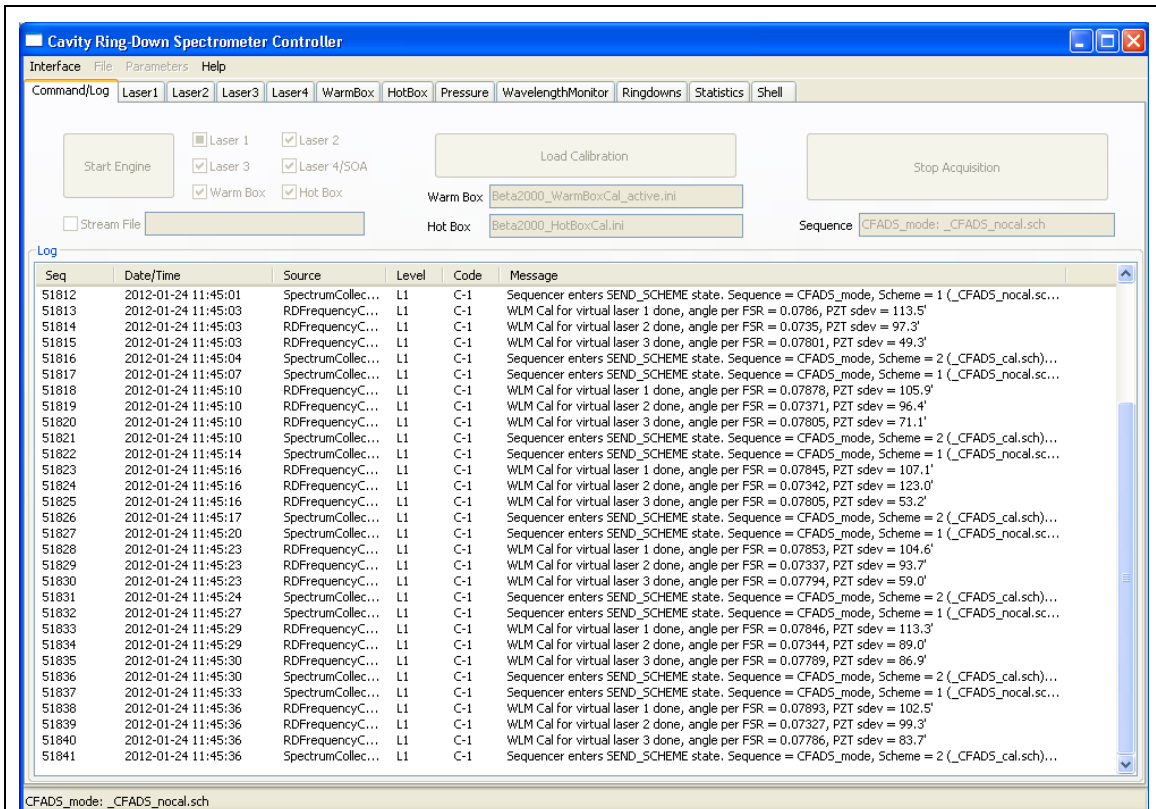 Cavity Ring-Down Spectrometer Controller
Interface File Parameters Help
Command/Log Laser1 Laser2 Laser3 Laser4 WarmBox HotBox Pressure WavelengthMonitor Ringdowns Statistics Shell
Start Engine
Laser 1 Laser 2
Laser 3 Laser 4/SOA
Warm Box Hot Box
Stream File
Load Calibration
Warm Box Beta2000_WarmBoxCal_active.ini
Hot Box Beta2000_HotBoxCal.ini
Stop Acquisition
Sequence CFADS_mode: _CFADS_nocal.sch
Log
Seq Date/Time Source Level Code Message
51812 2012-01-24 11:45:01 SpectrumCollec... L1 C-1 Sequencer enters SEND_SCHEME state. Sequence = CFADS_mode, Scheme = 1 (_CFADS_nocal.sc...
51813 2012-01-24 11:45:03 RDFrequencyC... L1 C-1 WLM Cal for virtual laser 1 done, angle per FSR = 0.0786, PZT sdev = 113.5'
51814 2012-01-24 11:45:03 RDFrequencyC... L1 C-1 WLM Cal for virtual laser 2 done, angle per FSR = 0.0735, PZT sdev = 97.3'
51815 2012-01-24 11:45:03 RDFrequencyC... L1 C-1 WLM Cal for virtual laser 3 done, angle per FSR = 0.07801, PZT sdev = 49.3'
51816 2012-01-24 11:45:04 SpectrumCollec... L1 C-1 Sequencer enters SEND_SCHEME state. Sequence = CFADS_mode, Scheme = 2 (_CFADS_cal.sch)...
51817 2012-01-24 11:45:07 SpectrumCollec... L1 C-1 Sequencer enters SEND_SCHEME state. Sequence = CFADS_mode, Scheme = 1 (_CFADS_nocal.sc...
51818 2012-01-24 11:45:10 RDFrequencyC... L1 C-1 WLM Cal for virtual laser 1 done, angle per FSR = 0.07878, PZT sdev = 105.9'
51819 2012-01-24 11:45:10 RDFrequencyC... L1 C-1 WLM Cal for virtual laser 2 done, angle per FSR = 0.07371, PZT sdev = 96.4'
51820 2012-01-24 11:45:10 RDFrequencyC... L1 C-1 WLM Cal for virtual laser 3 done, angle per FSR = 0.07805, PZT sdev = 71.1'
51821 2012-01-24 11:45:10 SpectrumCollec... L1 C-1 Sequencer enters SEND_SCHEME state. Sequence = CFADS_mode, Scheme = 2 (_CFADS_cal.sch)...
51822 2012-01-24 11:45:14 SpectrumCollec... L1 C-1 Sequencer enters SEND_SCHEME state. Sequence = CFADS_mode, Scheme = 1 (_CFADS_nocal.sc...
51823 2012-01-24 11:45:16 RDFrequencyC... L1 C-1 WLM Cal for virtual laser 1 done, angle per FSR = 0.07845, PZT sdev = 107.1'
51824 2012-01-24 11:45:16 RDFrequencyC... L1 C-1 WLM Cal for virtual laser 2 done, angle per FSR = 0.07342, PZT sdev = 123.0'
51825 2012-01-24 11:45:16 RDFrequencyC... L1 C-1 WLM Cal for virtual laser 3 done, angle per FSR = 0.07805, PZT sdev = 53.2'
51826 2012-01-24 11:45:17 SpectrumCollec... L1 C-1 Sequencer enters SEND_SCHEME state. Sequence = CFADS_mode, Scheme = 2 (_CFADS_cal.sch)...
51827 2012-01-24 11:45:20 SpectrumCollec... L1 C-1 Sequencer enters SEND_SCHEME state. Sequence = CFADS_mode, Scheme = 1 (_CFADS_nocal.sc...
51828 2012-01-24 11:45:23 RDFrequencyC... L1 C-1 WLM Cal for virtual laser 1 done, angle per FSR = 0.07853, PZT sdev = 104.6'
51829 2012-01-24 11:45:23 RDFrequencyC... L1 C-1 WLM Cal for virtual laser 2 done, angle per FSR = 0.07337, PZT sdev = 93.7'
51830 2012-01-24 11:45:23 RDFrequencyC... L1 C-1 WLM Cal for virtual laser 3 done, angle per FSR = 0.07794, PZT sdev = 59.0'
51831 2012-01-24 11:45:24 SpectrumCollec... L1 C-1 Sequencer enters SEND_SCHEME state. Sequence = CFADS_mode, Scheme = 2 (_CFADS_cal.sch)...
51832 2012-01-24 11:45:27 SpectrumCollec... L1 C-1 Sequencer enters SEND_SCHEME state. Sequence = CFADS_mode, Scheme = 1 (_CFADS_nocal.sc...
51833 2012-01-24 11:45:29 RDFrequencyC... L1 C-1 WLM Cal for virtual laser 1 done, angle per FSR = 0.07846, PZT sdev = 113.3'
51834 2012-01-24 11:45:29 RDFrequencyC... L1 C-1 WLM Cal for virtual laser 2 done, angle per FSR = 0.07344, PZT sdev = 89.0'
51835 2012-01-24 11:45:30 RDFrequencyC... L1 C-1 WLM Cal for virtual laser 3 done, angle per FSR = 0.07789, PZT sdev = 86.9'
51836 2012-01-24 11:45:30 SpectrumCollec... L1 C-1 Sequencer enters SEND_SCHEME state. Sequence = CFADS_mode, Scheme = 2 (_CFADS_cal.sch)...
51837 2012-01-24 11:45:33 SpectrumCollec... L1 C-1 Sequencer enters SEND_SCHEME state. Sequence = CFADS_mode, Scheme = 1 (_CFADS_nocal.sc...
51838 2012-01-24 11:45:36 RDFrequencyC... L1 C-1 WLM Cal for virtual laser 1 done, angle per FSR = 0.07893, PZT sdev = 102.5'
51839 2012-01-24 11:45:36 RDFrequencyC... L1 C-1 WLM Cal for virtual laser 2 done, angle per FSR = 0.07327, PZT sdev = 99.3'
51840 2012-01-24 11:45:36 RDFrequencyC... L1 C-1 WLM Cal for virtual laser 3 done, angle per FSR = 0.07786, PZT sdev = 83.7'
51841 2012-01-24 11:45:36 SpectrumCollec... L1 C-1 Sequencer enters SEND_SCHEME state. Sequence = CFADS_mode, Scheme = 2 (_CFADS_cal.sch)...
CFADS_mode: _CFADS_nocal.sch